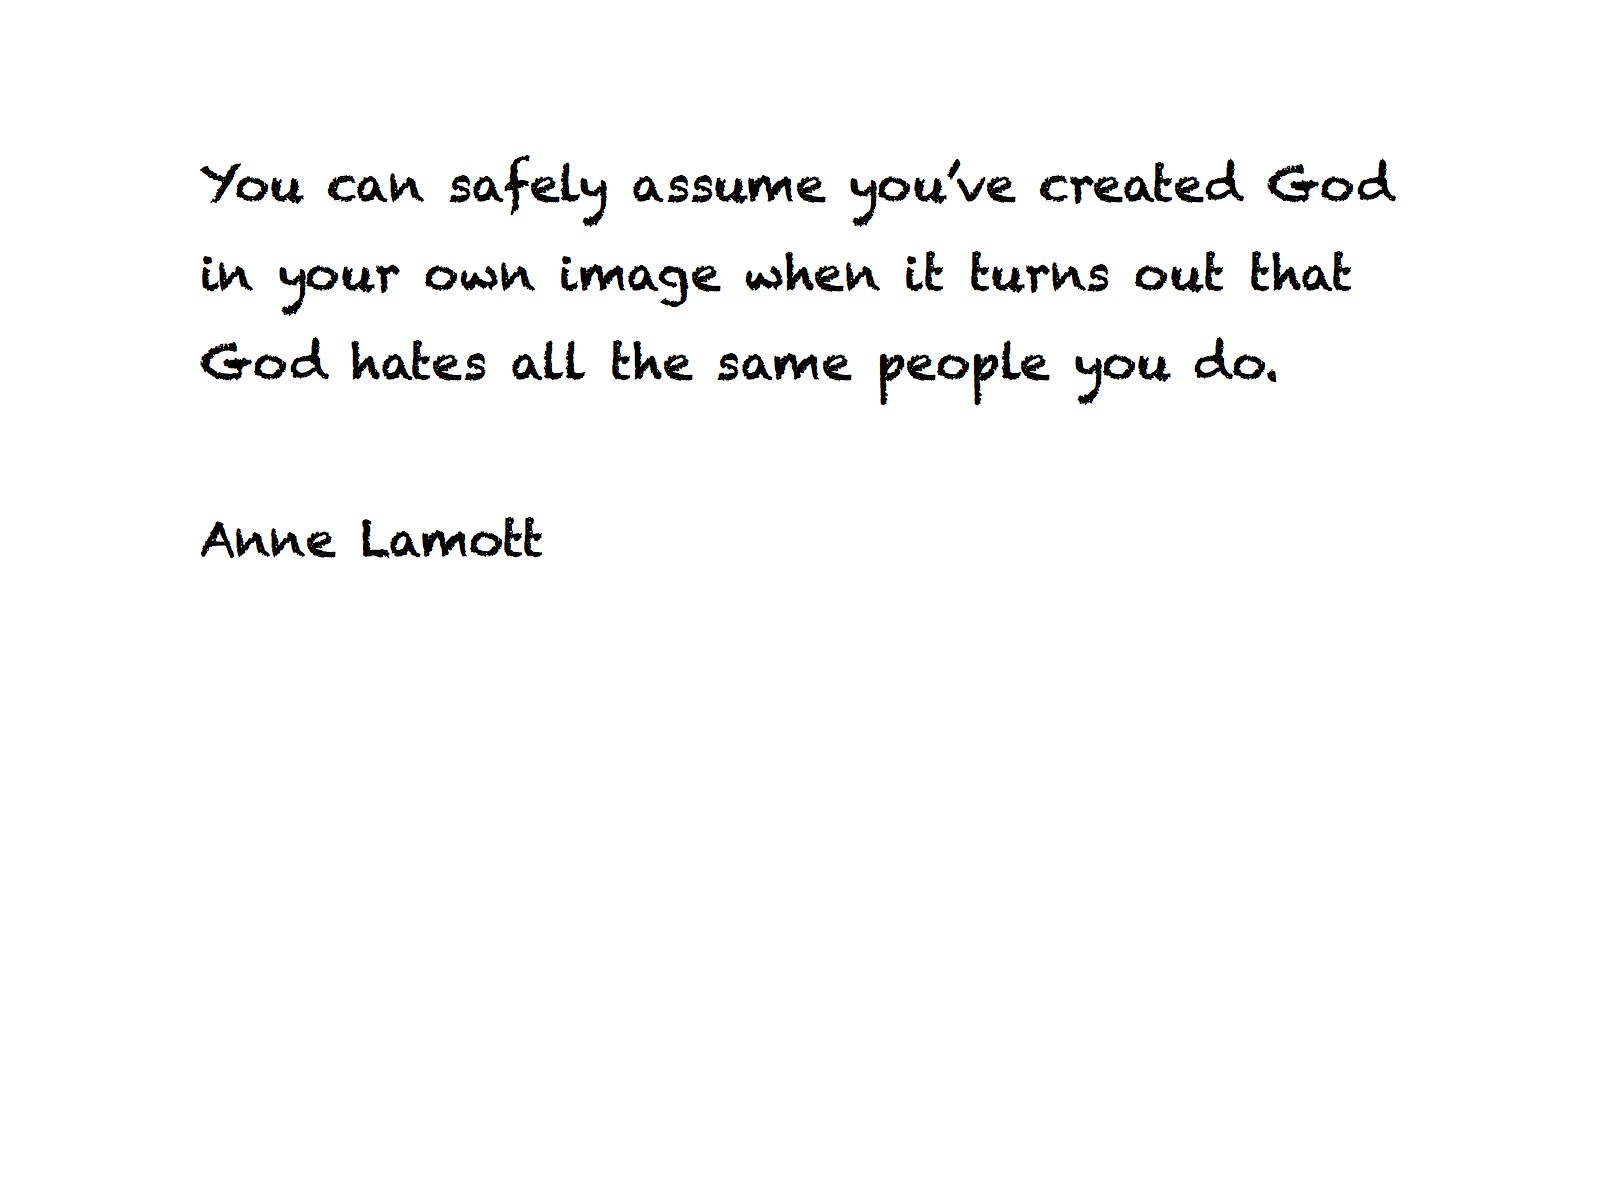 You can safely assume you've created God
in your own image when it turns out that
God hates all the same people you do.
Anne Lamott